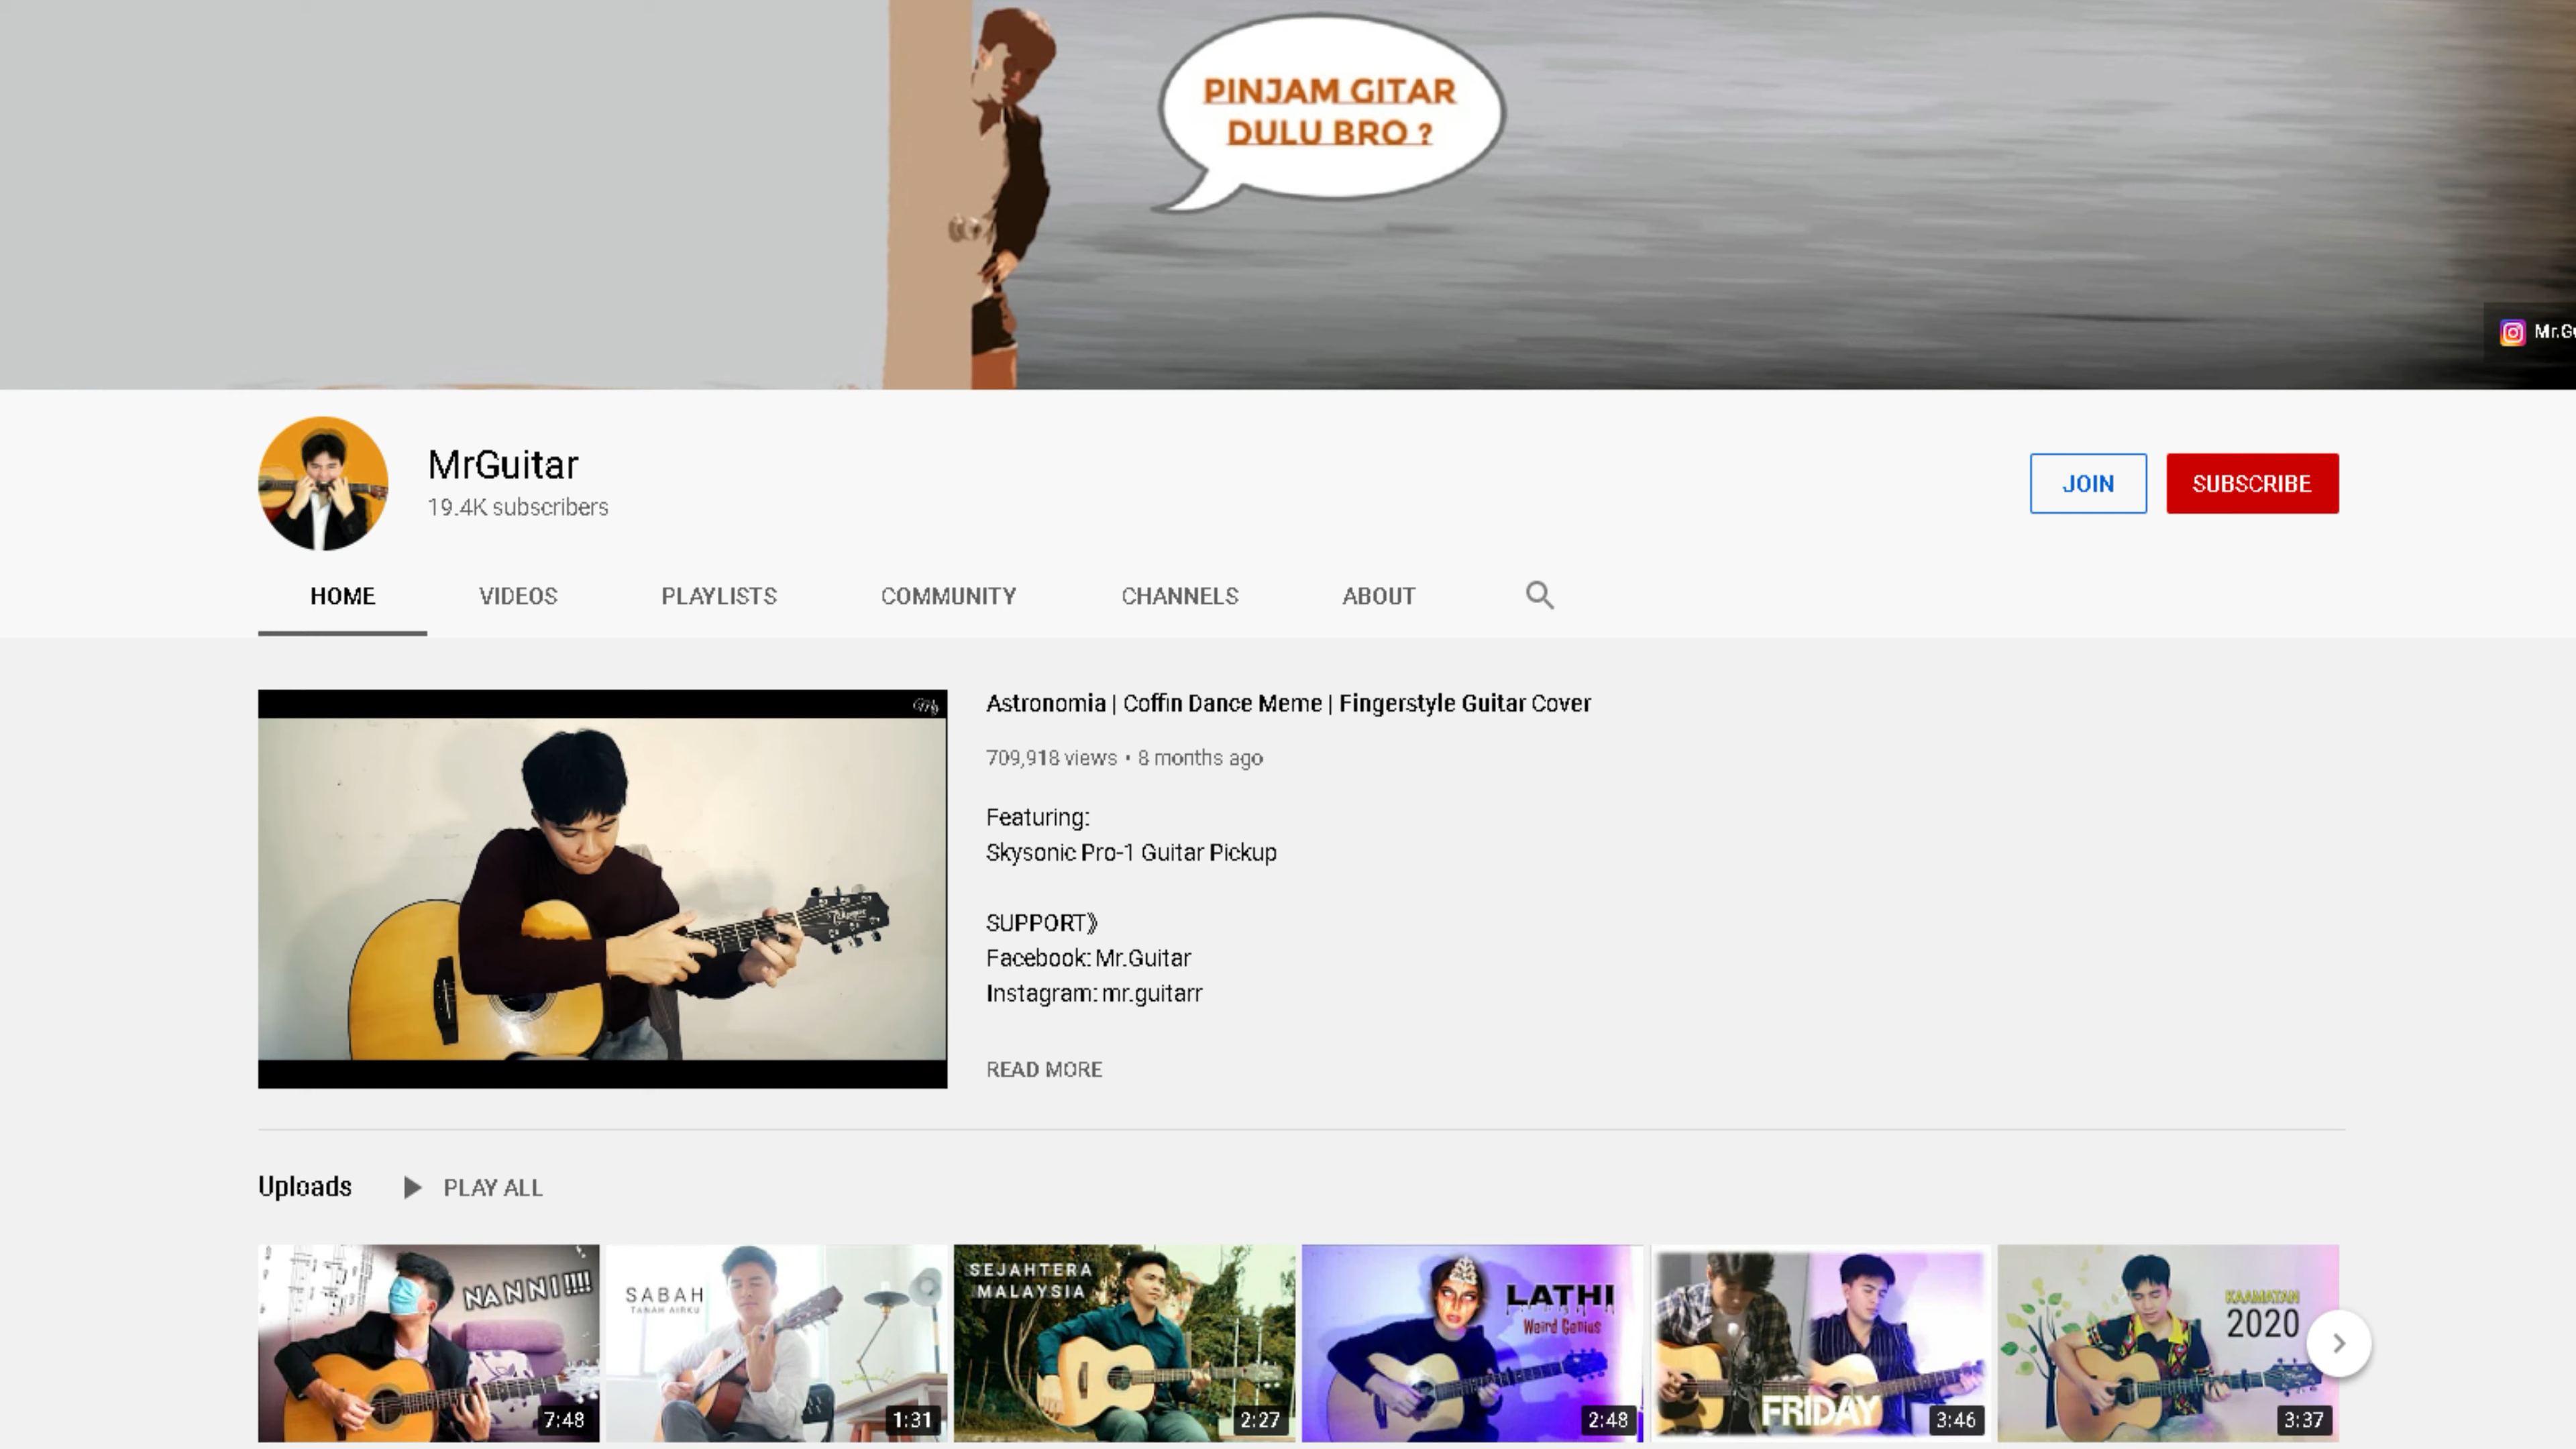 PINJAM GITAR
DULU BRO ?
MrGuitar
19.4K subscribers
JOIN
SUBSCRIBE
HOME
VIDEOS
PLAYLISTS
COMMUNITY
CHANNELS
ABOUT
Astronomia | Coffin Dance Meme | Fingerstyle Guitar Cover
709,918 views • 8 months ago
Featuring:
Skysonic Pro-1 Guitar Pickup
SUPPORT》
Facebook: Mr.Guitar
Instagram: mr.guitarr
READ MORE
Uploads
PLAY ALL
NANNI!!!!
7:48
SABAH
TANAH AIRKU
1:31
SEJAHTERA
MALAYSIA
2:27
LATHI
Weird Genius
2:48
FRIDAY
3:46
KAAMATAN
2020
3:37